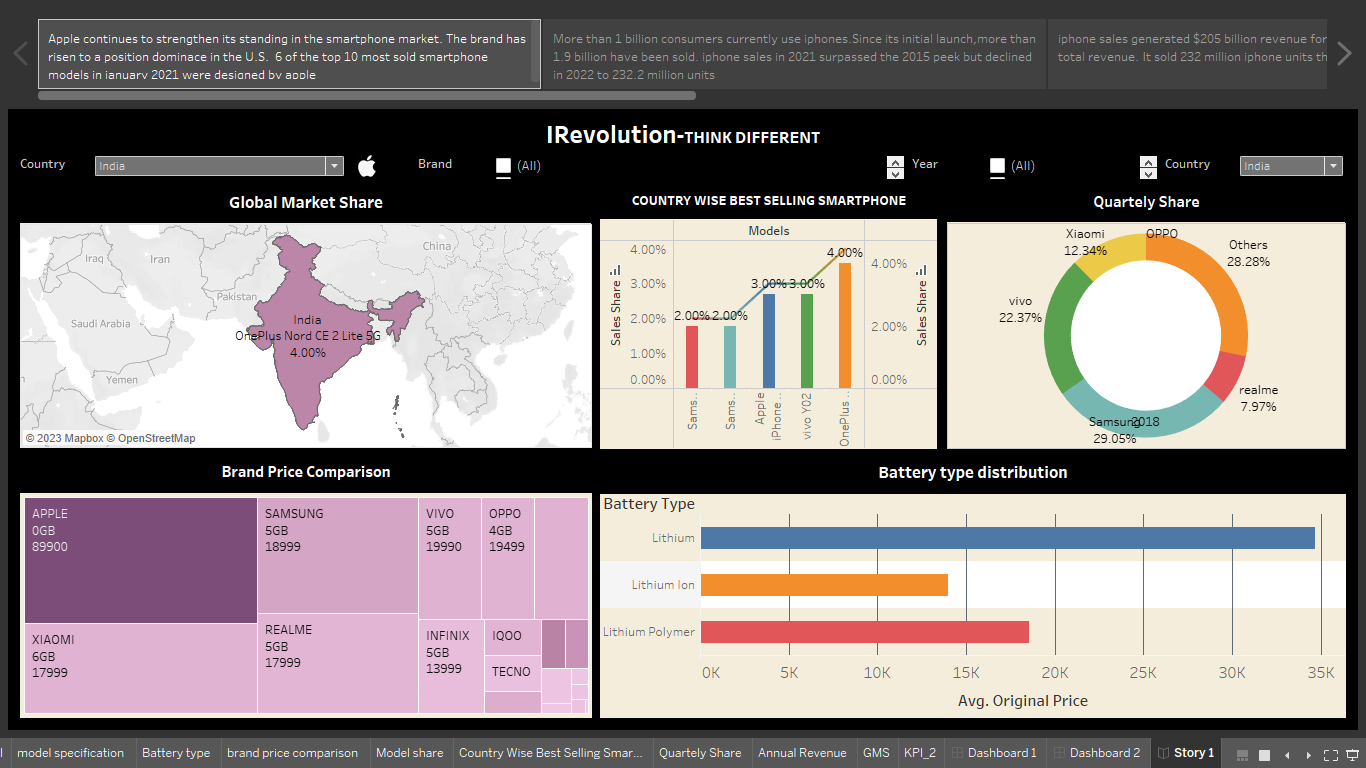 Apple continues to strengthen its standing in the smartphone market. The brand has
risen to a position dominace in the U.S.  6 of the top 10 most sold smartphone
models in january 2021 were designed by apple
More than 1 billion consumers currently use iphones.Since its initial launch,more than
1.9 billion have been sold. iphone sales in 2021 surpassed the 2015 peek but declined
in 2022 to 232.2 million units
iphone sales generated $205 billion revenue for
total revenue. It sold 232 million iphone units th
IRevolution-THINK DIFFERENT
Country
India
Brand
(All)
Year
(All)
Country
India
Global Market Share
COUNTRY WISE BEST SELLING SMARTPHONE
Quartely Share
Iraq
Iran
China
Pakistan
Saudi Arabia
Yemen
India
OnePlus Nord CE 2 Lite 5G
4.00%
© 2023 Mapbox © OpenStreetMap
Models
4.00%
3.00%
2.00%
1.00%
0.00%
Sales Share
2.00%
2.00%
3.00%
3.00%
4.00%
4.00%
2.00%
0.00%
Sales Share
Sams..
Sams..
Apple
iPhone ..
vivo Y02
OnePlus ..
Xiaomi
12.34%
OPPO
Others
28.28%
vivo
22.37%
realme
7.97%
Samsung
29.05%
2018
Brand Price Comparison
Battery type distribution
APPLE
0GB
89900
SAMSUNG
5GB
18999
VIVO
5GB
19990
OPPO
4GB
19499
XIAOMI
6GB
17999
REALME
5GB
17999
INFINIX
5GB
13999
IQOO
TECNO
Battery Type
Lithium
Lithium Ion
Lithium Polymer
0K 5K 10K 15K 20K 25K 30K 35K
Avg. Original Price
model specification
Battery type
brand price comparison
Model share
Country Wise Best Selling Smar...
Quartely Share
Annual Revenue
GMS
KPI_2
Dashboard 1
Dashboard 2
Story 1